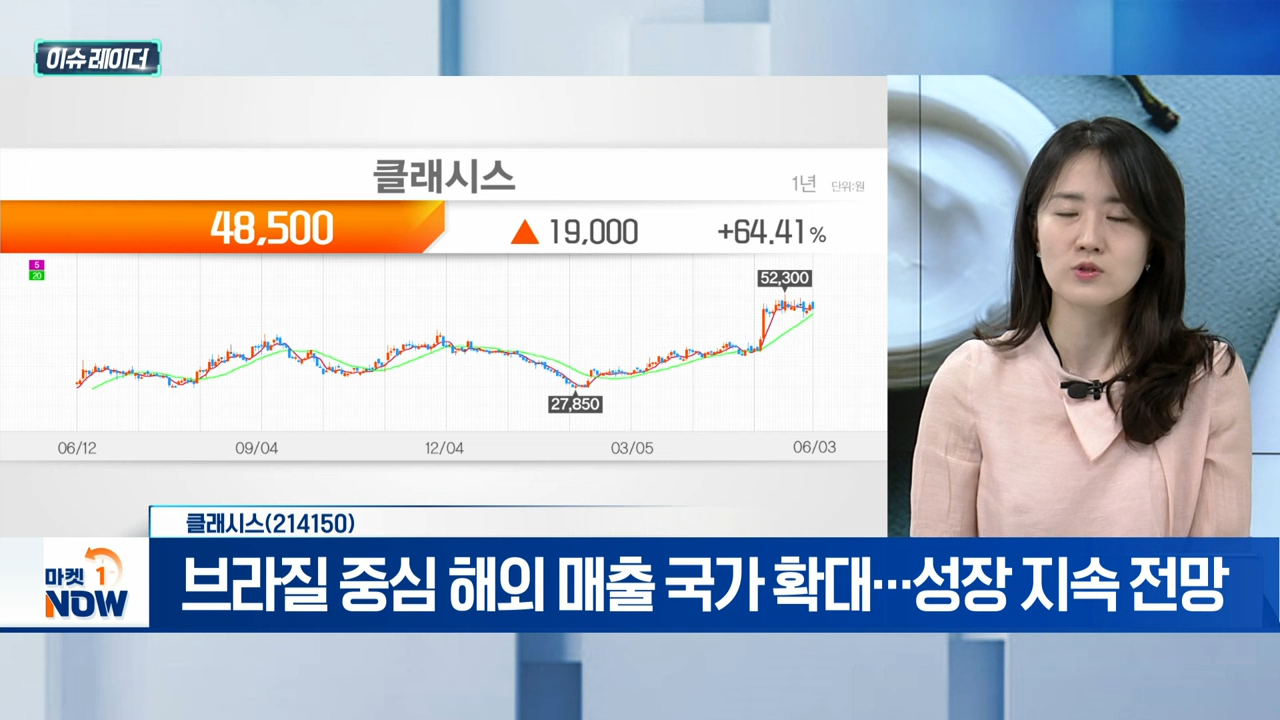 이슈 레이더
클래시스
1년 단위:원
48,500 ▲ 19,000 +64.41%
5
20
52,300
27,850
06/12 09/04 12/04 03/05 06/03
클래시스(214150)
마켓 1
NOW
브라질 중심 해외 매출 국가 확대…성장 지속 전망